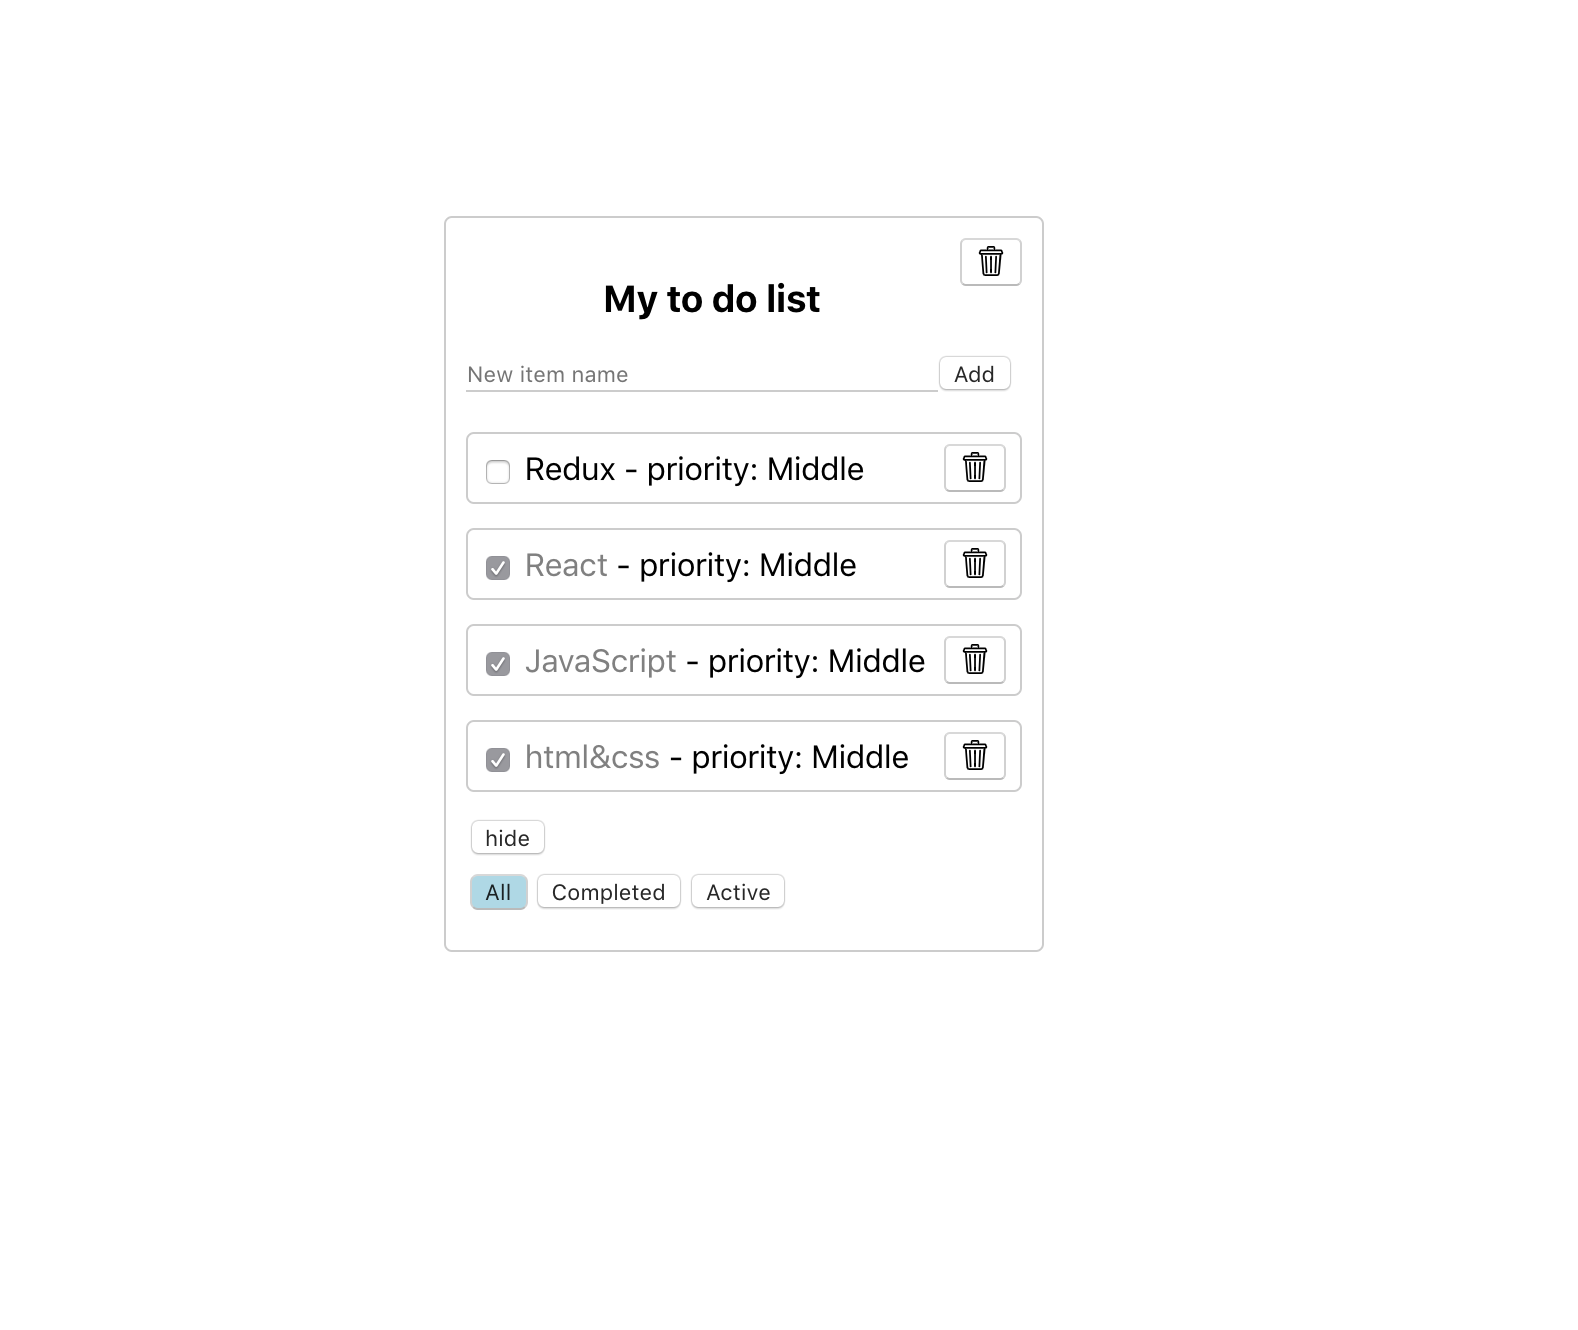 My to do list
New item name Add
Redux - priority: Middle
React - priority: Middle
JavaScript - priority: Middle
html&css - priority: Middle
hide
All Completed Active